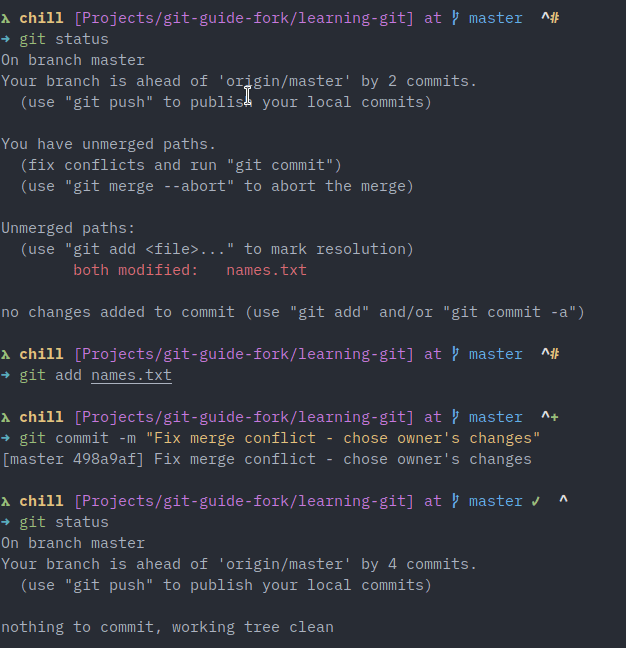 λ chill [Projects/git-guide-fork/learning-git] at ᚿ master ^#
→ git status
On branch master
Your branch is ahead of 'origin/master' by 2 commits.
(use "git push" to publish your local commits)
You have unmerged paths.
(fix conflicts and run "git commit")
(use "git merge --abort" to abort the merge)
Unmerged paths:
(use "git add <file>..." to mark resolution)
both modified: names.txt
no changes added to commit (use "git add" and/or "git commit -a")
λ chill [Projects/git-guide-fork/learning-git] at ᚿ master ^#
→ git add names.txt
λ chill [Projects/git-guide-fork/learning-git] at ᚿ master ^+
→ git commit -m "Fix merge conflict - chose owner's changes"
[master 498a9af] Fix merge conflict - chose owner's changes
λ chill [Projects/git-guide-fork/learning-git] at ᚿ master ✓ ^
→ git status
On branch master
Your branch is ahead of 'origin/master' by 4 commits.
(use "git push" to publish your local commits)
nothing to commit, working tree clean